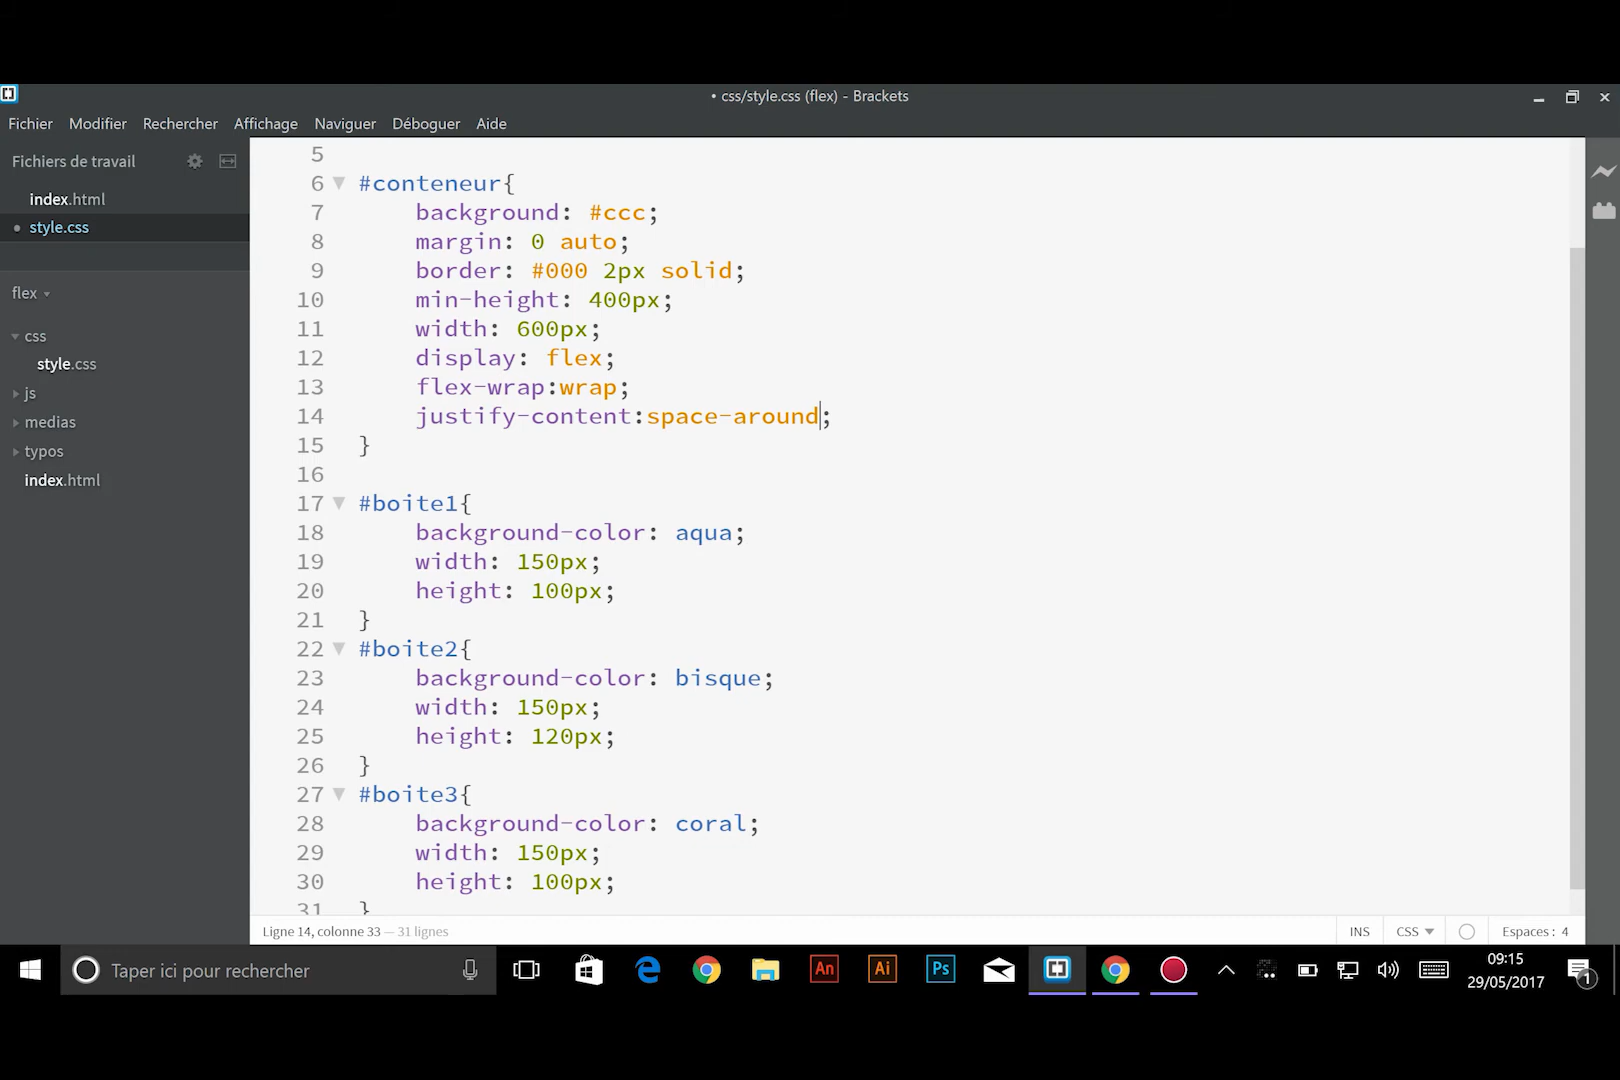 • css/style.css (flex) - Brackets
Fichier Modifier Rechercher Affichage Naviguer Déboguer Aide
Fichiers de travail
index.html
• style.css
flex
css
style.css
js
medias
typos
index.html
5
6 #conteneur{
7 background: #ccc;
8 margin: 0 auto;
9 border: #000 2px solid;
10 min-height: 400px;
11 width: 600px;
12 display: flex;
13 flex-wrap:wrap;
14 justify-content:space-around;
15 }
16
17 #boite1{
18 background-color: aqua;
19 width: 150px;
20 height: 100px;
21 }
22 #boite2{
23 background-color: bisque;
24 width: 150px;
25 height: 120px;
26 }
27 #boite3{
28 background-color: coral;
29 width: 150px;
30 height: 100px;
31 }
Ligne 14, colonne 33 — 31 lignes INS CSS Espaces : 4
Taper ici pour rechercher An Ai Ps 09:15
29/05/2017 1